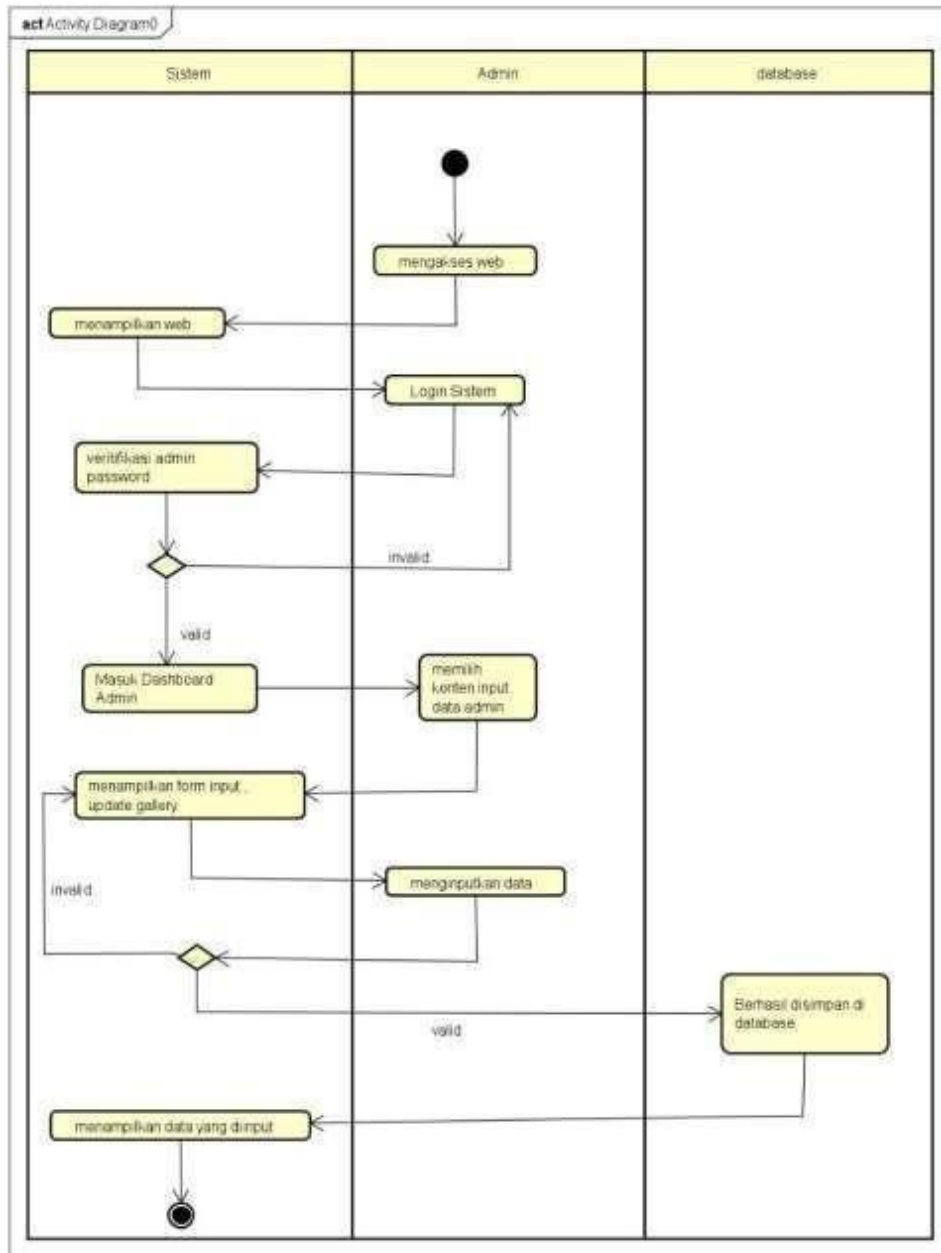 act Activity Diagram0
Sistem
Admin
database
mengakses web
menampilkan web
Login Sistem
veritifikasi admin
password
invalid
valid
Masuk Dashboard
Admin
memilih
konten input
data admin
menampilkan form input,
update gallery
invalid
menginputkan data
valid
Berhasil disimpan di
database
menampilkan data yang diinput